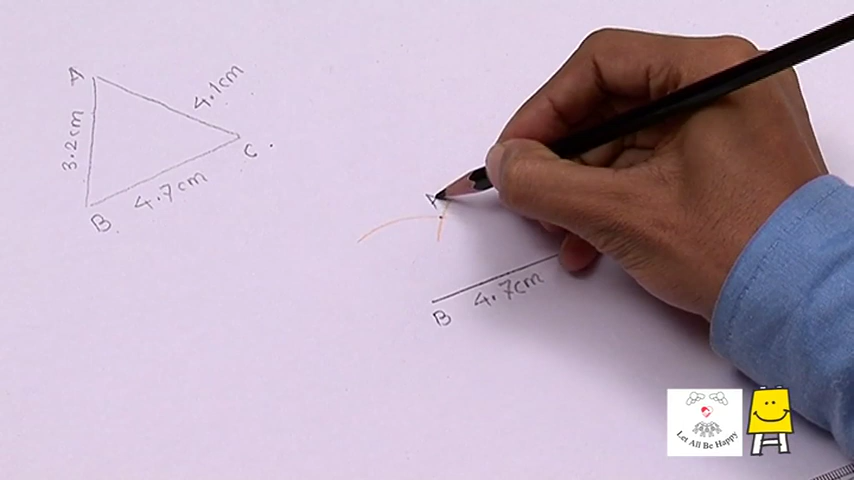 A
4.1cm
3.2cm
C
4.7cm
B
A
4.7cm
B
Let All Be Happy